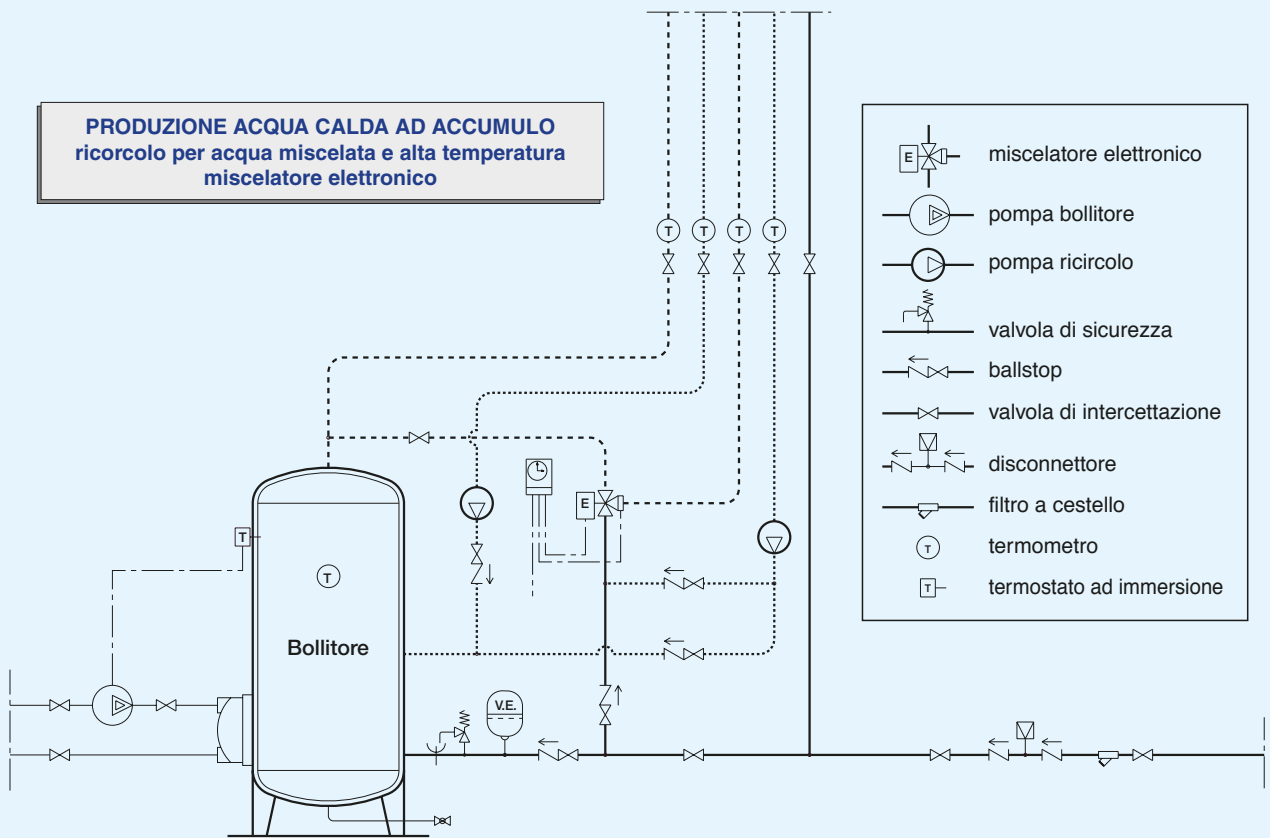 PRODUZIONE ACQUA CALDA AD ACCUMULO
ricorcolo per acqua miscelata e alta temperatura
miscelatore elettronico
T T T T
E
T
T
Bollitore
V.E.
E miscelatore elettronico
pompa bollitore
pompa ricircolo
valvola di sicurezza
ballstop
valvola di intercettazione
disconnettore
filtro a cestello
T termometro
T termostato ad immersione